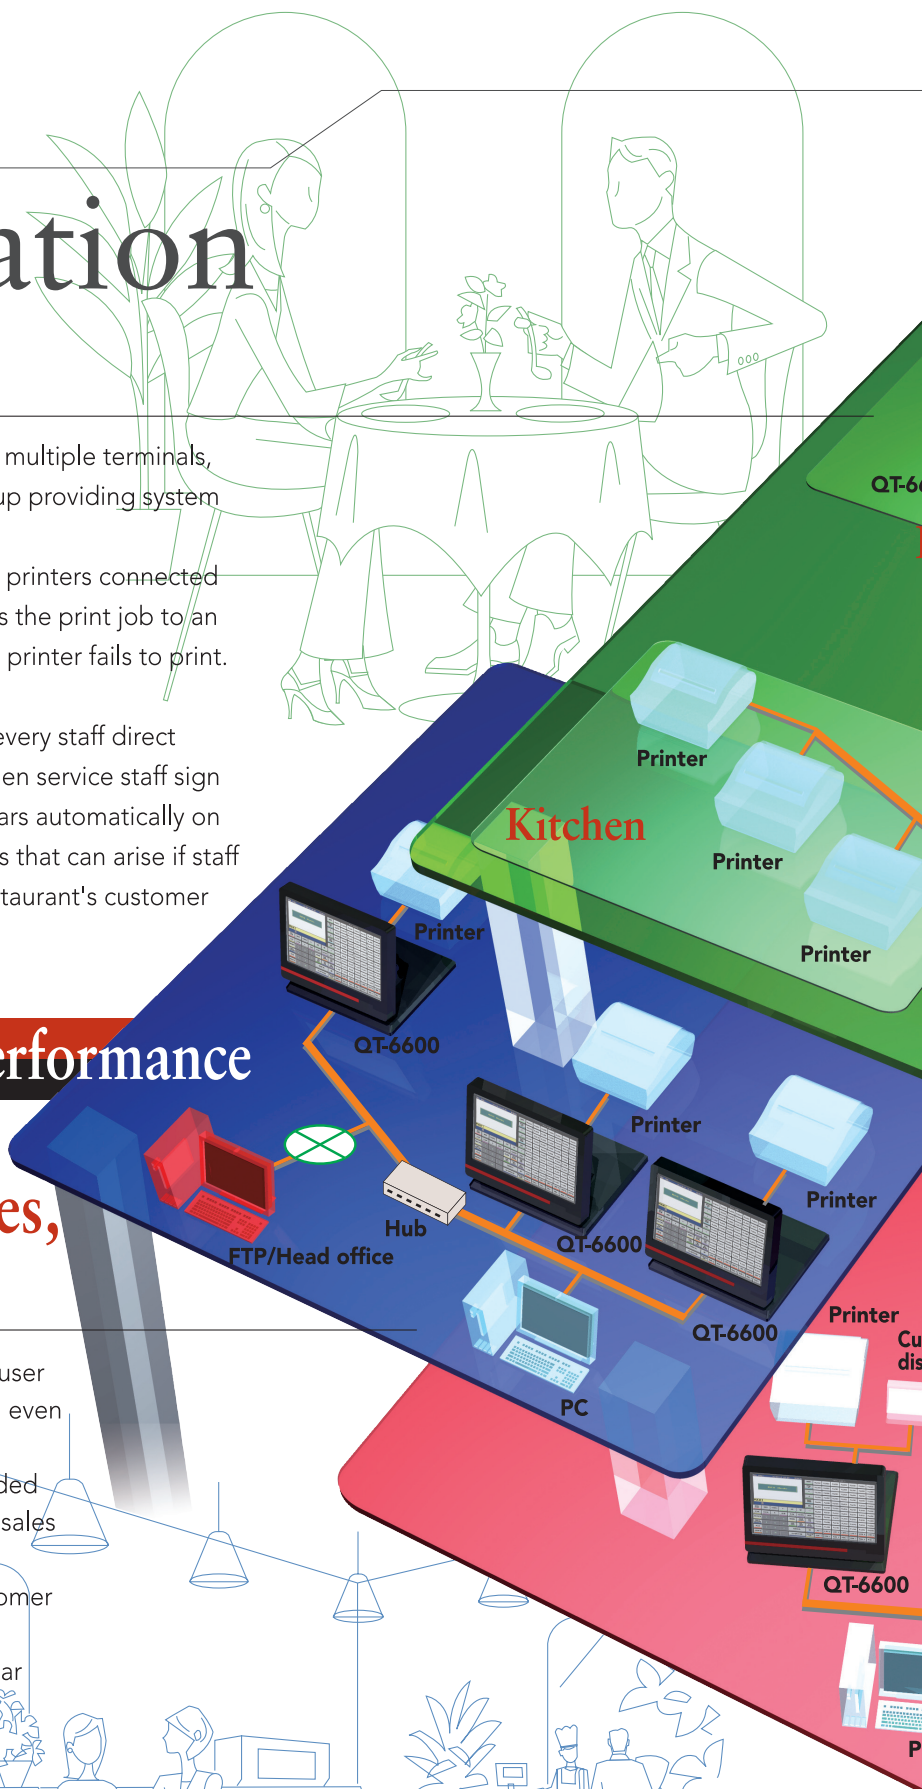 ation
multiple terminals,
up providing system
printers connected
s the print job to an
printer fails to print.
every staff direct
en service staff sign
ars automatically on
s that can arise if staff
taurant's customer
QT-66
Printer
Kitchen
Printer
Printer
Printer
QT-6600
erformance
Printer
Printer
Hub
QT-6600
es,
FTP/Head office
QT-6600
Printer
Cu
dis
user
even
PC
ded
sales
QT-6600
omer
ar
P